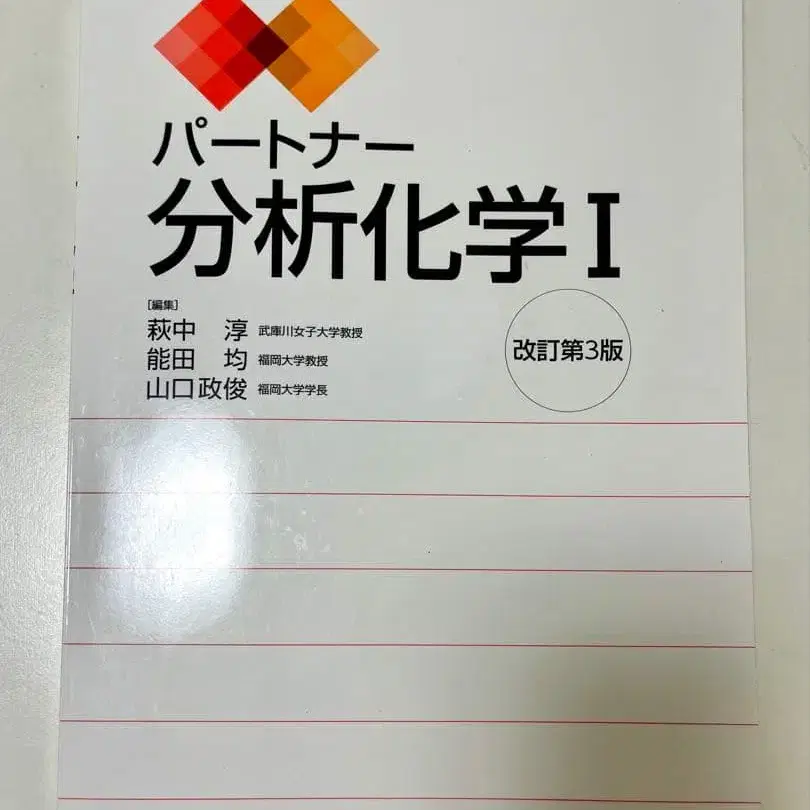 パートナー
分析化学Ⅰ
[編集]
萩中 淳 武庫川女子大学教授
能田 均 福岡大学教授
山口政俊 福岡大学学長
改訂第3版